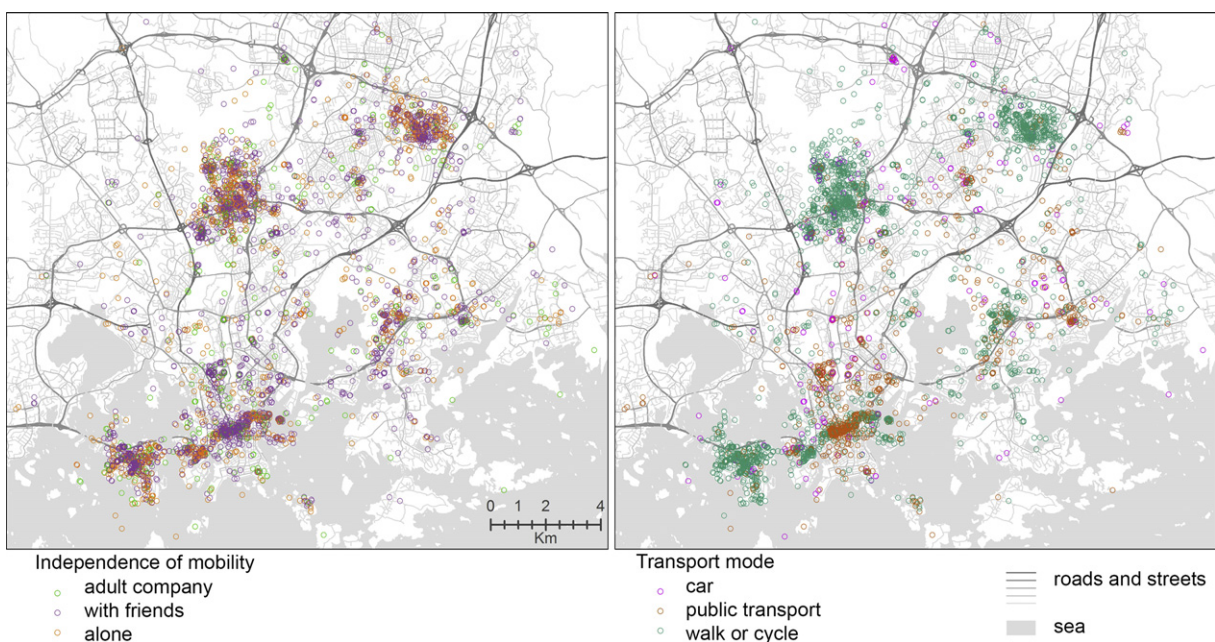 0 2 4
Km
Independence of mobility
adult company
with friends
alone
Transport mode
car
public transport
walk or cycle
roads and streets
sea